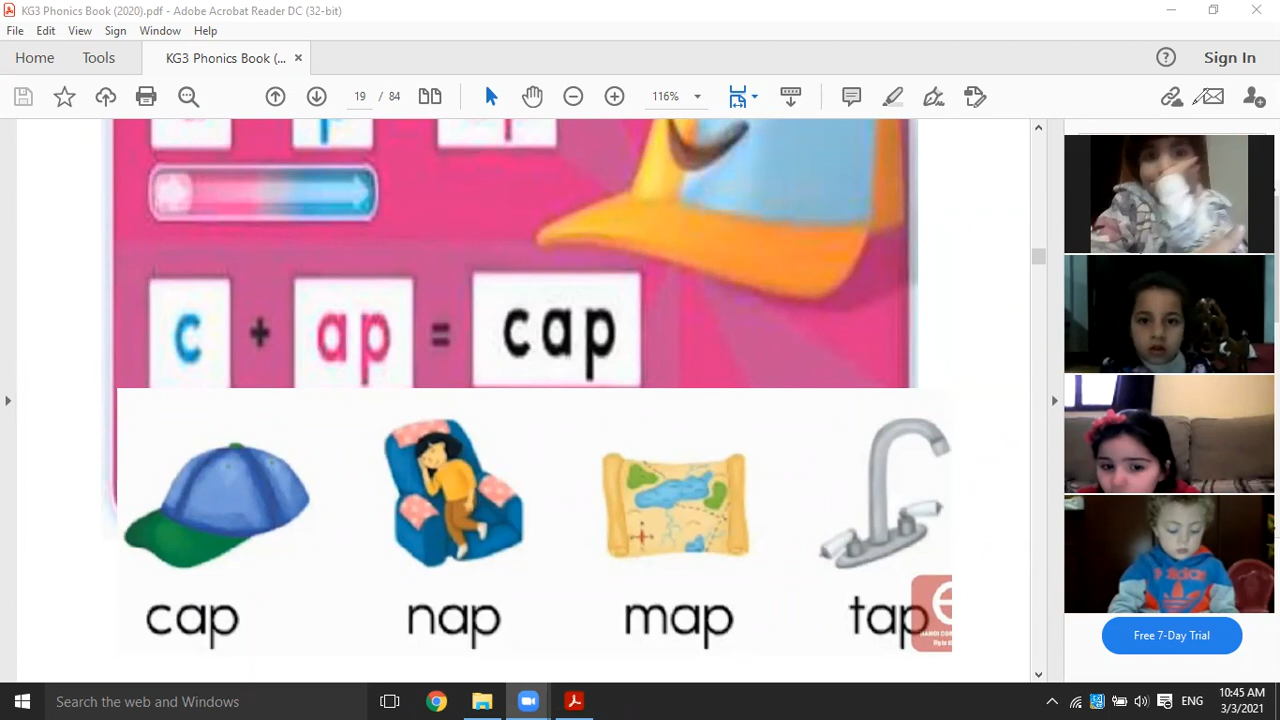 KG3 Phonics Book (2020).pdf - Adobe Acrobat Reader DC (32-bit)
File Edit View Sign Window Help
Home Tools KG3 Phonics Book (... × Sign In
19 / 84 116%
c + ap = cap
cap nap map tap
Free 7-Day Trial
Search the web and Windows
ENG
10:45 AM
3/3/2021